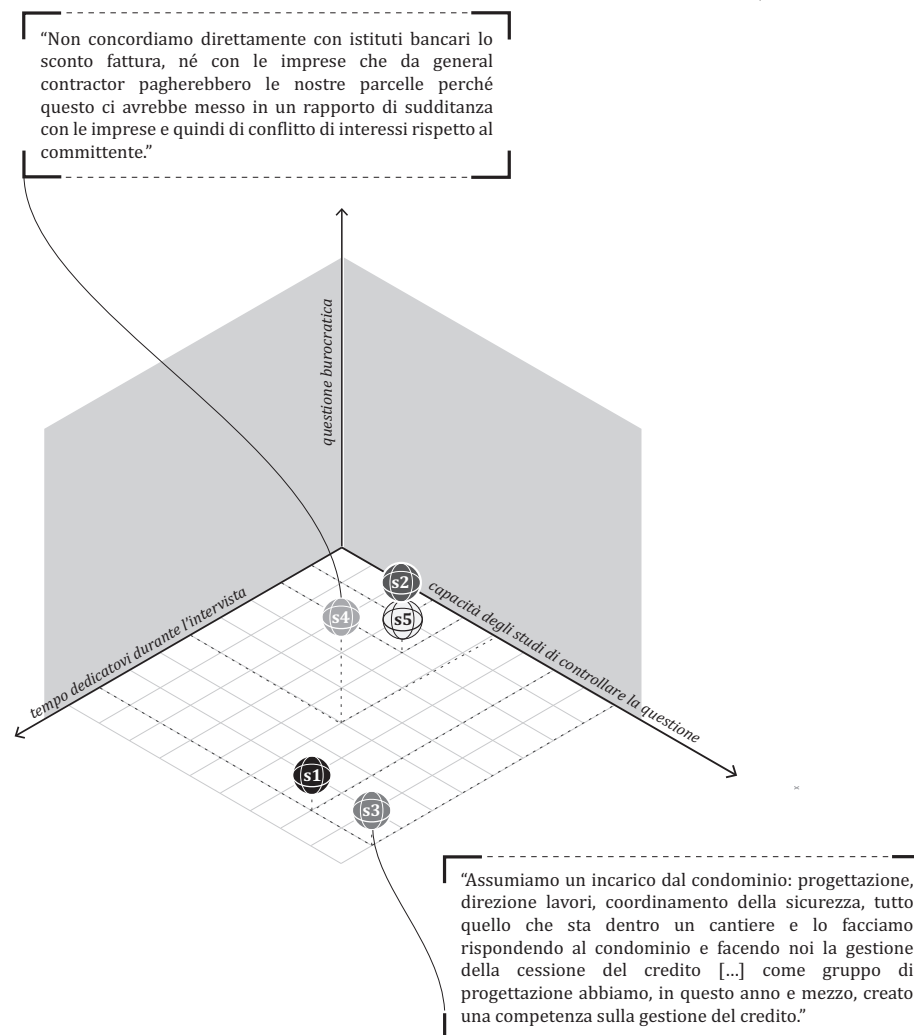 “Non concordiamo direttamente con istituti bancari lo
sconto fattura, né con le imprese che da general
contractor pagherebbero le nostre parcelle perché
questo ci avrebbe messo in un rapporto di sudditanza
con le imprese e quindi di conflitto di interessi rispetto al
committente.”
questione burocratica
s2
capacità degli studi di controllare la questione
s4
s5
tempo dedicatovi durante l’intervista
s1
s3
“Assumiamo un incarico dal condominio: progettazione,
direzione lavori, coordinamento della sicurezza, tutto
quello che sta dentro un cantiere e lo facciamo
rispondendo al condominio e facendo noi la gestione
della cessione del credito [...] come gruppo di
progettazione abbiamo, in questo anno e mezzo, creato
una competenza sulla gestione del credito.”